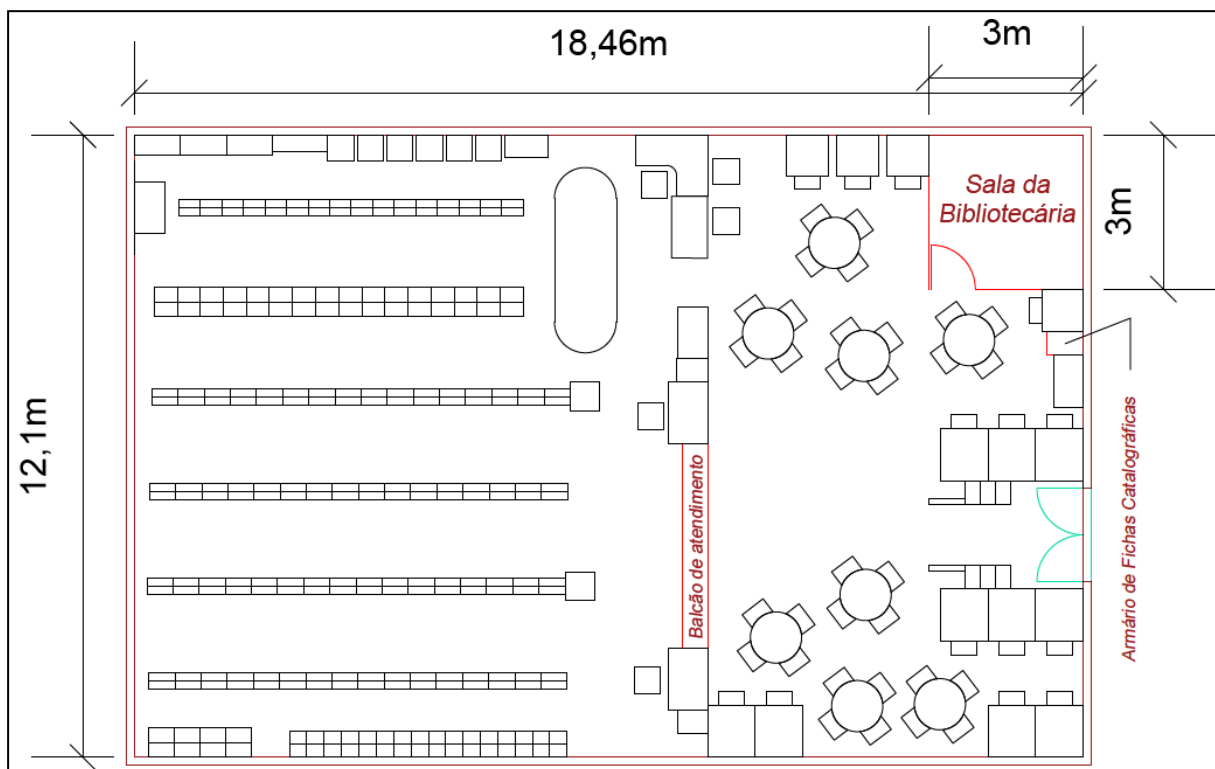 18,46m
3m
Sala da
Bibliotecária
3m
12,1m
Balcão de atendimento
Armário de Fichas Catalográficas